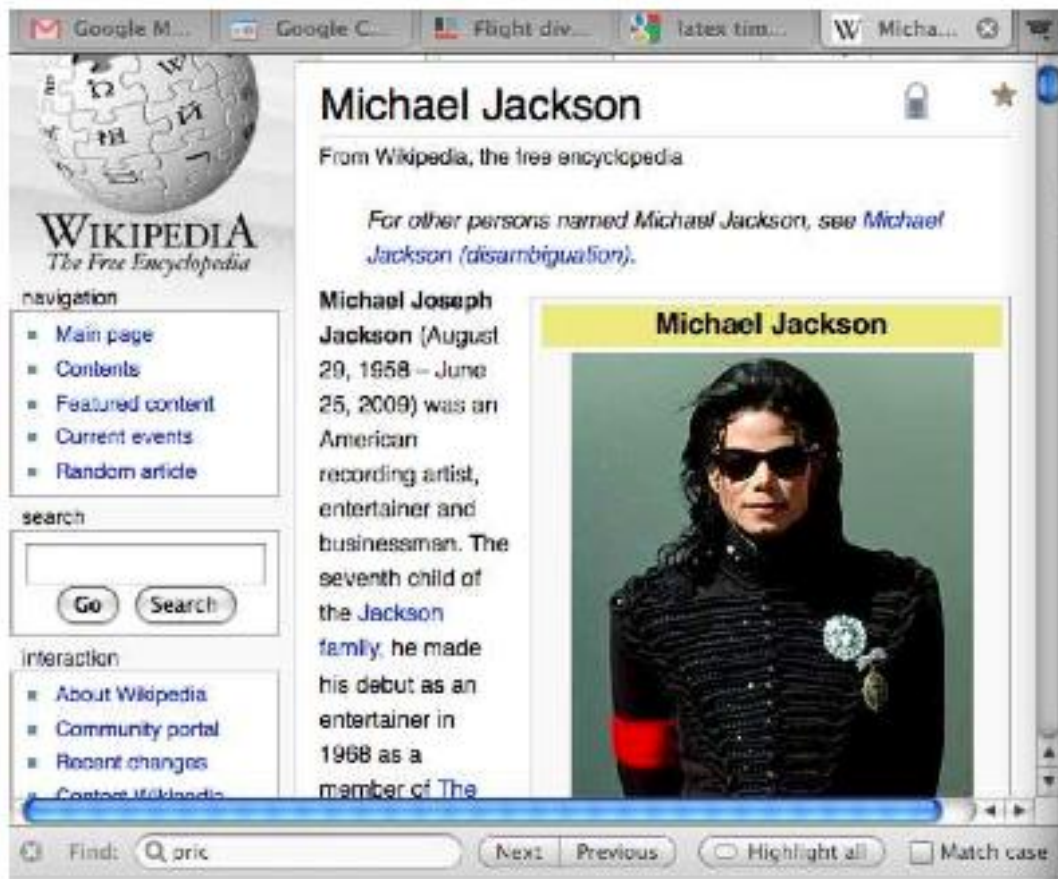 Google M...
Google C...
Flight div...
latex tim...
Micha...
WIKIPEDIA
The Free Encyclopedia
navigation
Main page
Contents
Featured content
Current events
Random article
search
Go
Search
interaction
About Wikipedia
Community portal
Recent changes
Contact Wikipedia
Michael Jackson
From Wikipedia, the free encyclopedia
For other persons named Michael Jackson, see Michael
Jackson (disambiguation).
Michael Joseph
Jackson (August
29, 1958 – June
25, 2009) was an
American
recording artist,
entertainer and
businessman. The
seventh child of
the Jackson
family, he made
his debut as an
entertainer in
1968 as a
member of The
Michael Jackson
Find: pric Next Previous Highlight all Match case